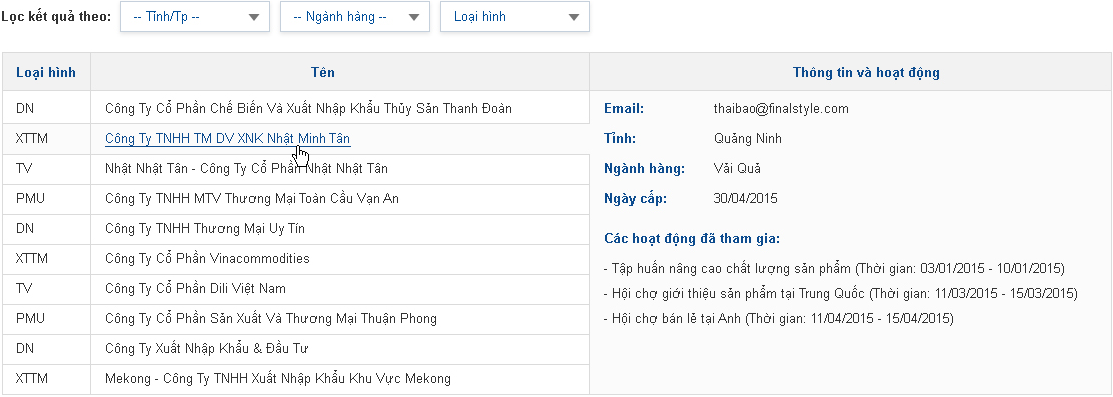 Lọc kết quả theo: -- Tỉnh/Tp -- -- Ngành hàng -- Loại hình
Loại hình Tên Thông tin và hoạt động
DN Công Ty Cổ Phần Chế Biến Và Xuất Nhập Khẩu Thủy Sản Thanh Đoàn Email: thaibao@finalstyle.com
XTTM Công Ty TNHH TM DV XNK Nhật Minh Tân Tỉnh: Quảng Ninh
TV Nhật Nhật Tân - Công Ty Cổ Phần Nhật Nhật Tân Ngành hàng: Vải Quả
PMU Công Ty TNHH MTV Thương Mại Toàn Cầu Vạn An Ngày cấp: 30/04/2015
DN Công Ty TNHH Thương Mại Uy Tín Các hoạt động đã tham gia:
XTTM Công Ty Cổ Phần Vinacommodities - Tập huấn nâng cao chất lượng sản phẩm (Thời gian: 03/01/2015 - 10/01/2015)
TV Công Ty Cổ Phần Dili Việt Nam - Hội chợ giới thiệu sản phẩm tại Trung Quốc (Thời gian: 11/03/2015 - 15/03/2015)
PMU Công Ty Cổ Phần Sản Xuất Và Thương Mại Thuận Phong - Hội chợ bán lẻ tại Anh (Thời gian: 11/04/2015 - 15/04/2015)
DN Công Ty Xuất Nhập Khẩu & Đầu Tư
XTTM Mekong - Công Ty TNHH Xuất Nhập Khẩu Khu Vực Mekong